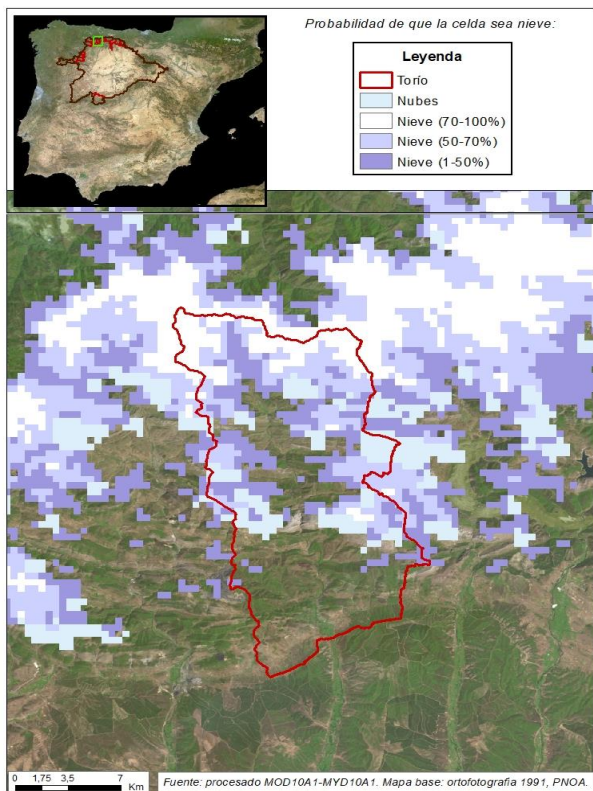 Probabilidad de que la celda sea nieve:
Leyenda
Torío
Nubes
Nieve (70-100%)
Nieve (50-70%)
Nieve (1-50%)
0 1,75 3,5 7
Km
Fuente: procesado MOD10A1-MYD10A1. Mapa base: ortofotografia 1991, PNOA.